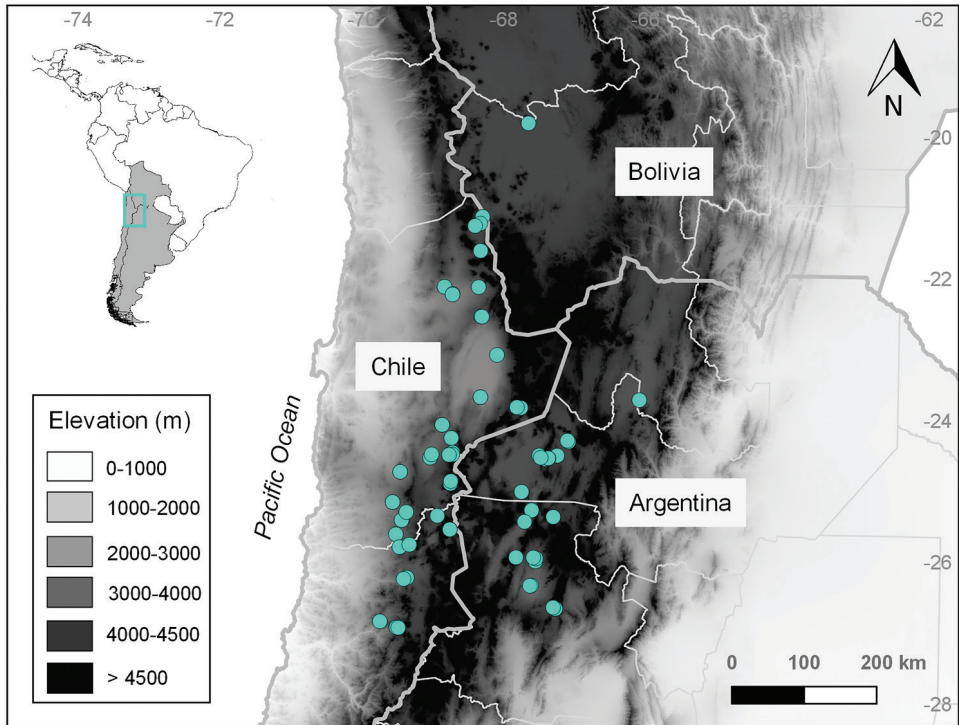 -74
-72
-70
-68
-66
-64
-62
N
-20
Bolivia
-22
Chile
Pacific Ocean
-24
Argentina
-26
-28
Elevation (m)
0-1000
1000-2000
2000-3000
3000-4000
4000-4500
> 4500
0 100 200 km